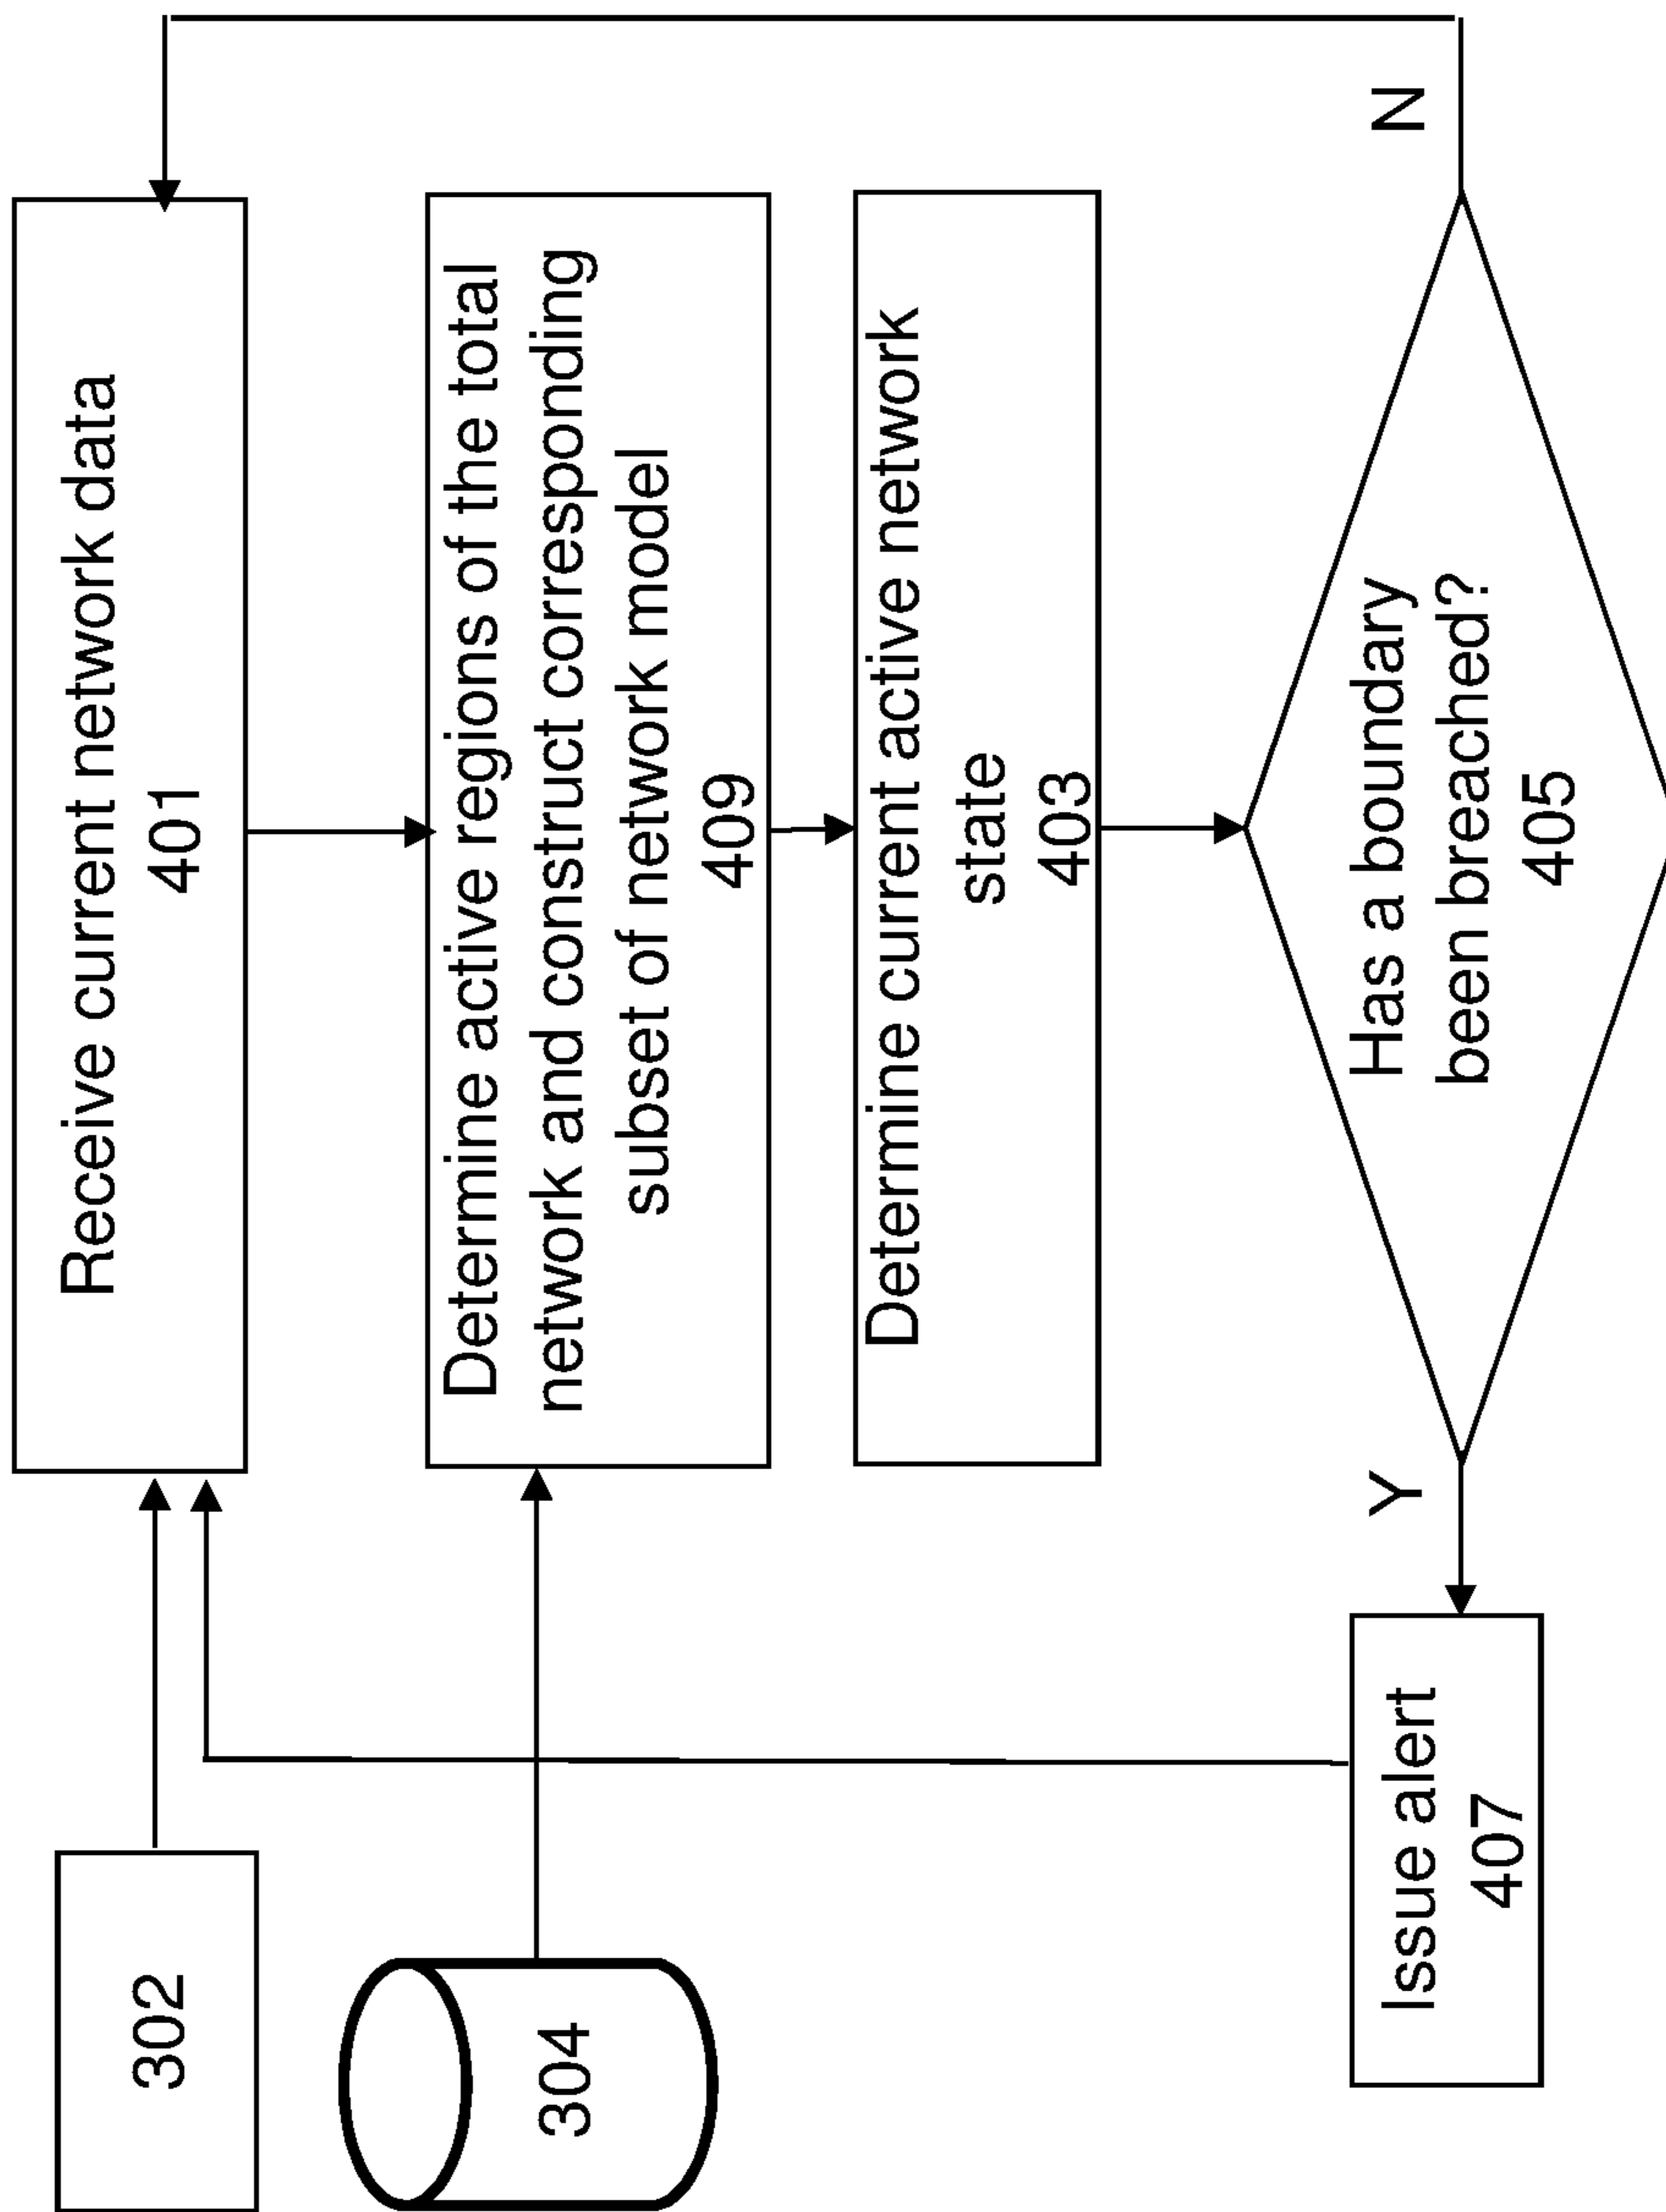 302
Receive current network data
401
304
Determine active regions of the total
network and construct corresponding
subset of network model
409
Determine current active network
state
403
Y
N
Has a boundary
been breached?
405
Issue alert
407